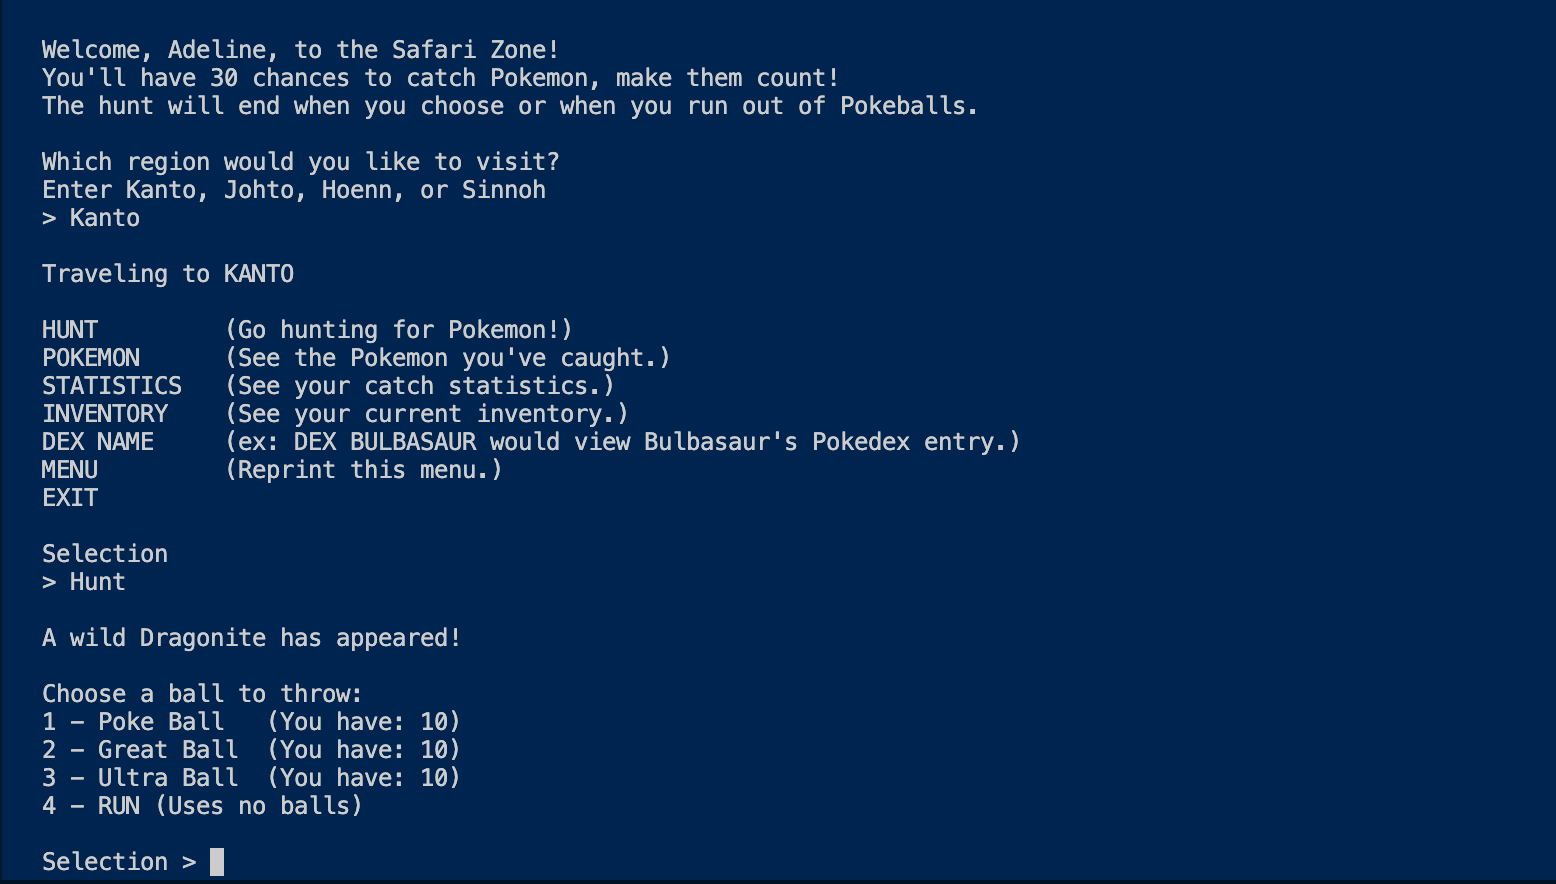 Welcome, Adeline, to the Safari Zone!
You'll have 30 chances to catch Pokemon, make them count!
The hunt will end when you choose or when you run out of Pokeballs.
Which region would you like to visit?
Enter Kanto, Johto, Hoenn, or Sinnoh
> Kanto
Traveling to KANTO
HUNT (Go hunting for Pokemon!)
POKEMON (See the Pokemon you've caught.)
STATISTICS (See your catch statistics.)
INVENTORY (See your current inventory.)
DEX NAME (ex: DEX BULBASAUR would view Bulbasaur's Pokedex entry.)
MENU (Reprint this menu.)
EXIT
Selection
> Hunt
A wild Dragonite has appeared!
Choose a ball to throw:
1 – Poke Ball (You have: 10)
2 – Great Ball (You have: 10)
3 – Ultra Ball (You have: 10)
4 – RUN (Uses no balls)
Selection >